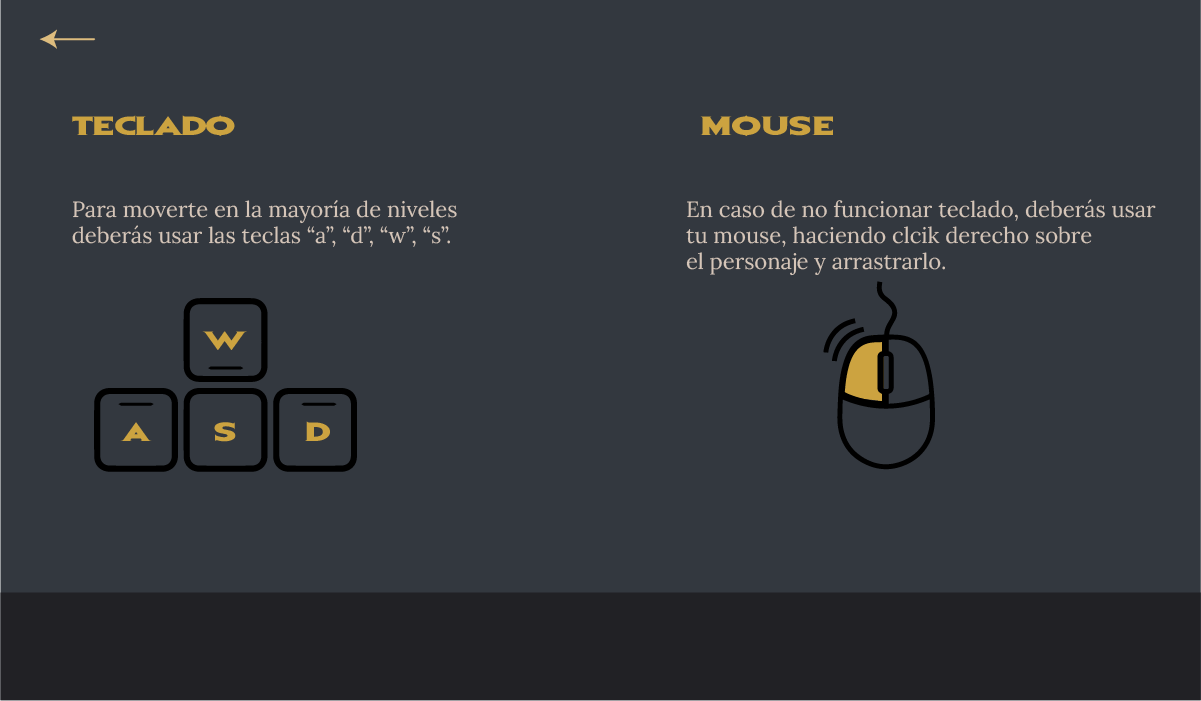 TECLADO
Para moverte en la mayoría de niveles
deberás usar las teclas “a”, “d”, “w”, “s”.
W
A S D
MOUSE
En caso de no funcionar teclado, deberás usar
tu mouse, haciendo clcik derecho sobre
el personaje y arrastrarlo.